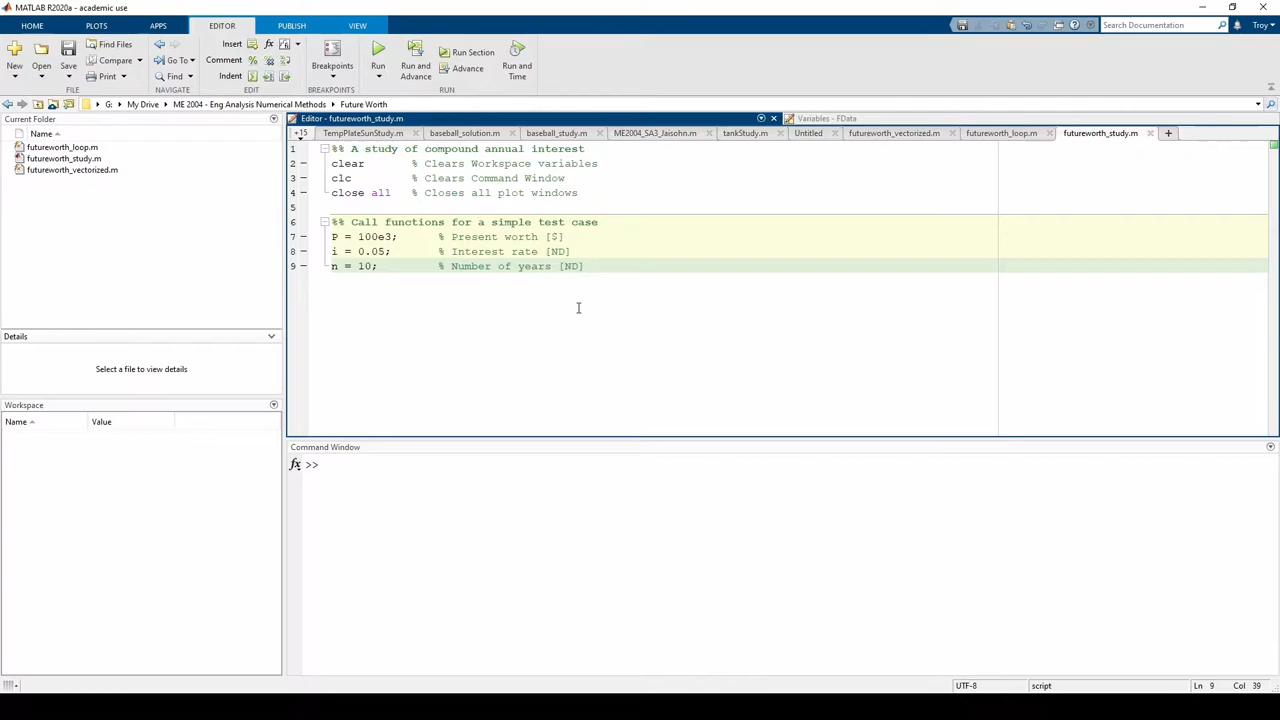 MATLAB R2020a - academic use
HOME PLOTS APPS EDITOR PUBLISH VIEW Search Documentation Troy
New Open Save Find Files Compare Print FILE
Go To Find NAVIGATE
Insert Comment Indent EDIT
Breakpoints BREAKPOINTS
Run Run and Advance Run Section Advance Run and Time RUN
G: My Drive ME 2004 - Eng Analysis Numerical Methods Future Worth
Current Folder
Name
futureworth_loop.m
futureworth_study.m
futureworth_vectorized.m
Details
Select a file to view details
Workspace
Name Value
Editor - futureworth_study.m Variables - FData
+15 TempPlateSunStudy.m baseball_solution.m baseball_study.m ME2004_SA3_Jaisohn.m tankStudy.m Untitled futureworth_vectorized.m futureworth_loop.m futureworth_study.m +
1 %% A study of compound annual interest
2 clear % Clears Workspace variables
3 clc % Clears Command Window
4 close all % Closes all plot windows
5
6 %% Call functions for a simple test case
7 P = 100e3; % Present worth [$]
8 i = 0.05; % Interest rate [ND]
9 n = 10; % Number of years [ND]
Command Window
fx >>
UTF-8 script Ln 9 Col 39